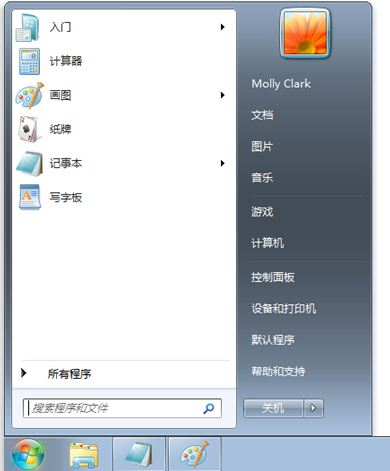 入门
计算器
画图
纸牌
记事本
写字板
所有程序
搜索程序和文件
Molly Clark
文档
图片
音乐
游戏
计算机
控制面板
设备和打印机
默认程序
帮助和支持
关机